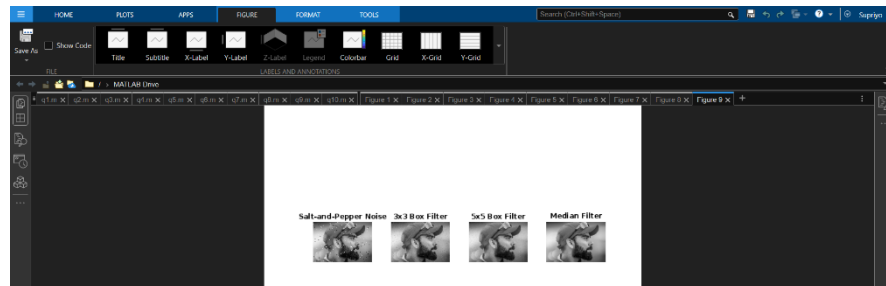 HOME PLOTS APPS FIGURE FORMAT TOOLS Search (Ctrl+Shift+Space) Supriyo
Save As Show Code Title Subtitle X-Label Y-Label Z-Label Legend Colorbar Grid X-Grid Y-Grid
FILE LABELS AND ANNOTATIONS
/ › MATLAB Drive
q1.m q2.m q3.m q4.m q5.m q6.m q7.m q8.m q9.m q10.m Figure 1 Figure 2 Figure 3 Figure 4 Figure 5 Figure 6 Figure 7 Figure 8 Figure 9 +
Salt-and-Pepper Noise 3x3 Box Filter 5x5 Box Filter Median Filter